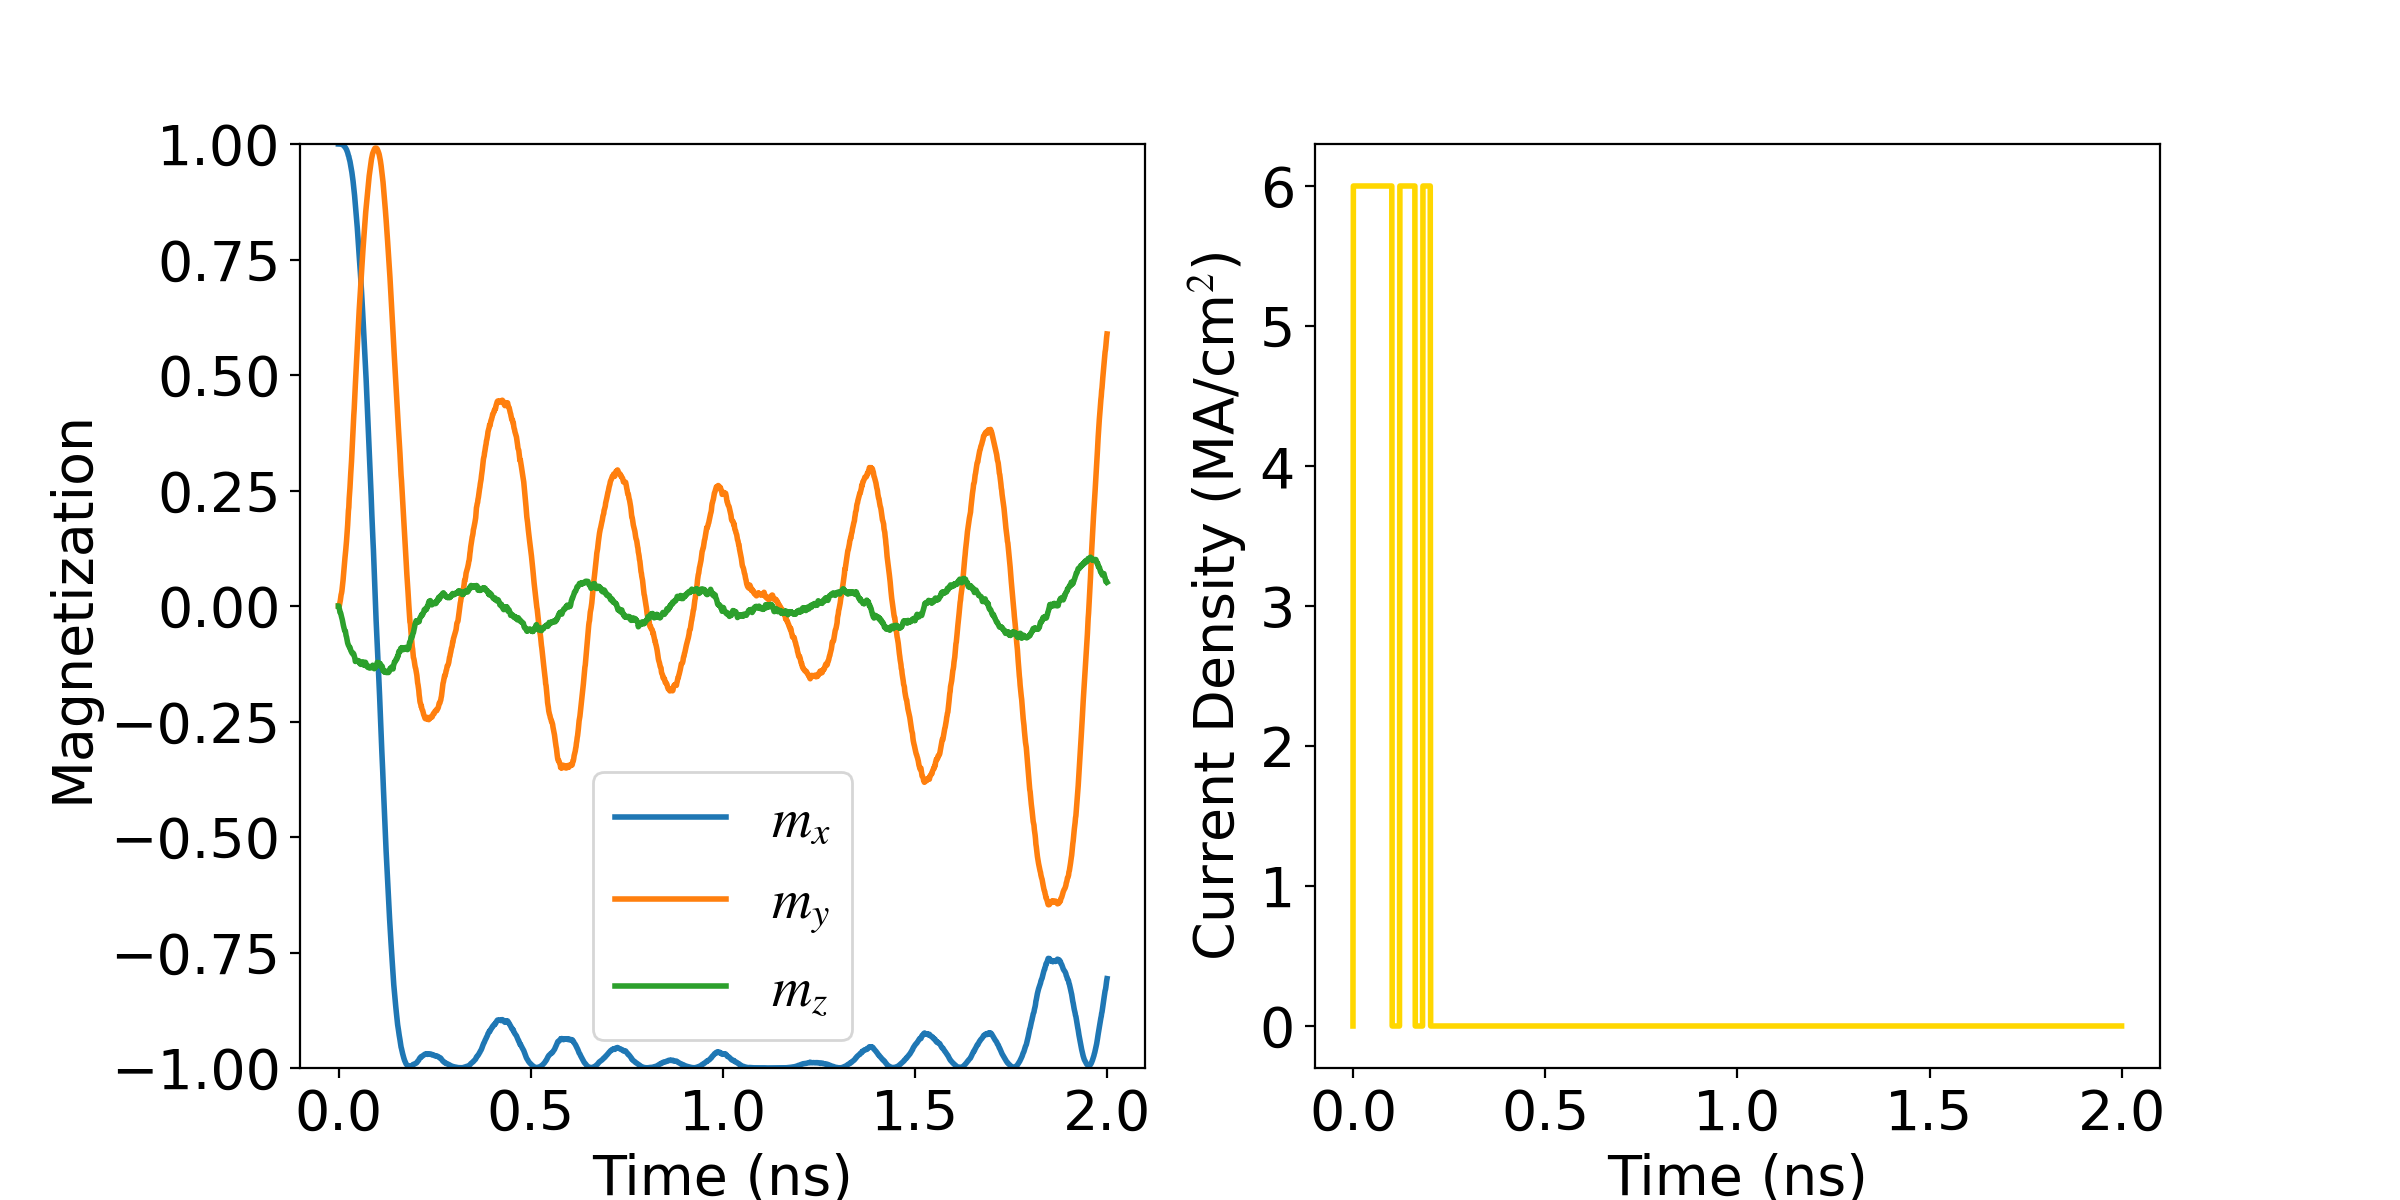 Magnetization
1.00
0.75
0.50
0.25
0.00
−0.25
−0.50
−0.75
−1.00
m_x
m_y
m_z
0.0 0.5 1.0 1.5 2.0
Time (ns)
Current Density (MA/cm²)
6
5
4
3
2
1
0
0.0 0.5 1.0 1.5 2.0
Time (ns)